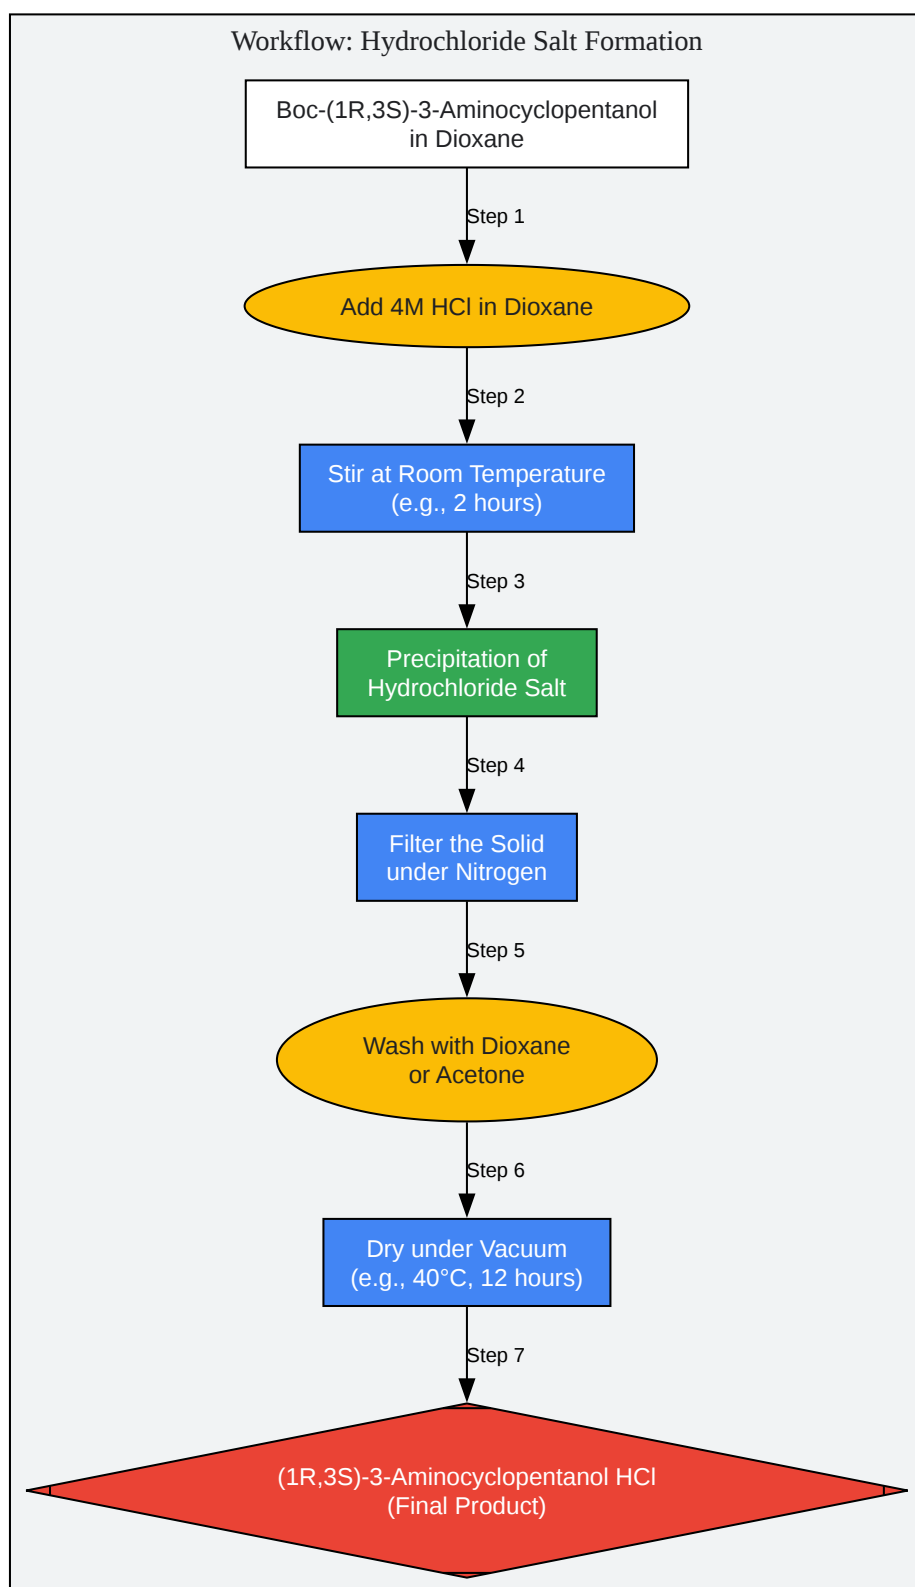 Workflow: Hydrochloride Salt Formation
Boc-(1R,3S)-3-Aminocyclopentanol
in Dioxane
Step 1
Add 4M HCl in Dioxane
Step 2
Stir at Room Temperature
(e.g., 2 hours)
Step 3
Precipitation of
Hydrochloride Salt
Step 4
Filter the Solid
under Nitrogen
Step 5
Wash with Dioxane
or Acetone
Step 6
Dry under Vacuum
(e.g., 40°C, 12 hours)
Step 7
(1R,3S)-3-Aminocyclopentanol HCl
(Final Product)